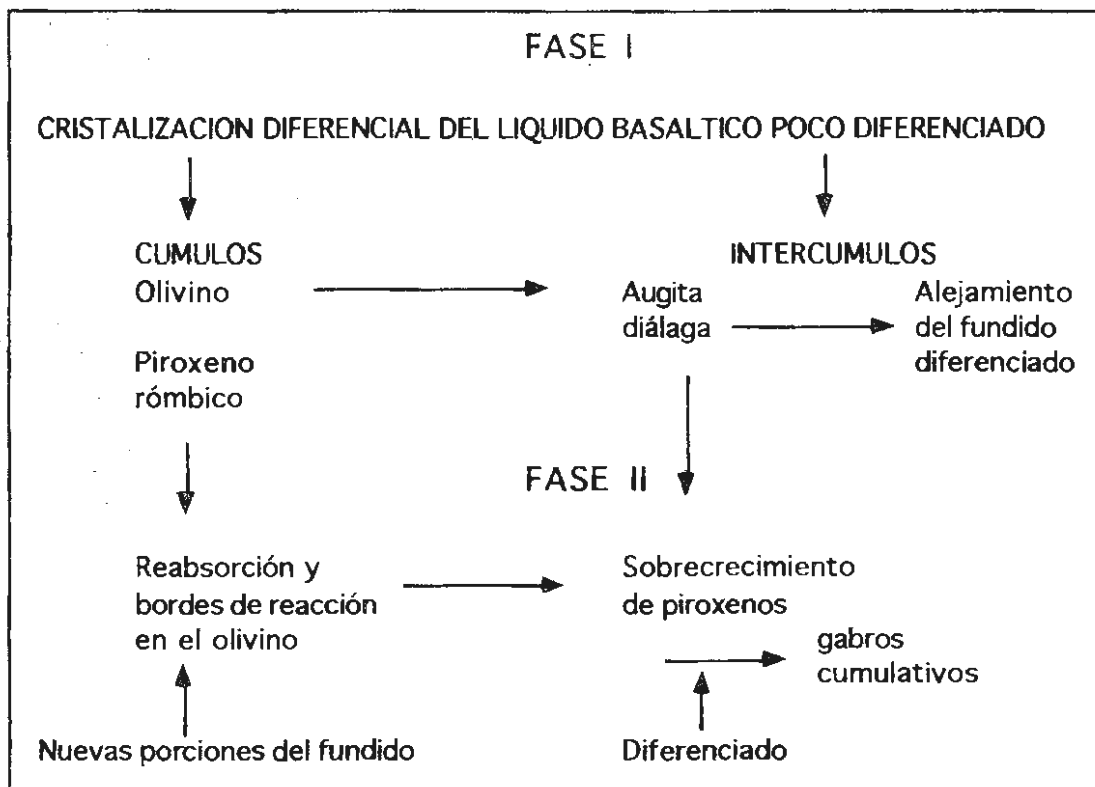 FASE I
CRISTALIZACION DIFERENCIAL DEL LIQUIDO BASALTICO POCO DIFERENCIADO
CUMULOS
Olivino
Piroxeno
rómbico
INTERCUMULOS
Augita
diálaga
Alejamiento
del fundido
diferenciado
FASE II
Reabsorción y
bordes de reacción
en el olivino
Sobrecrecimiento
de piroxenos
gabros
cumulativos
Nuevas porciones del fundido
Diferenciado